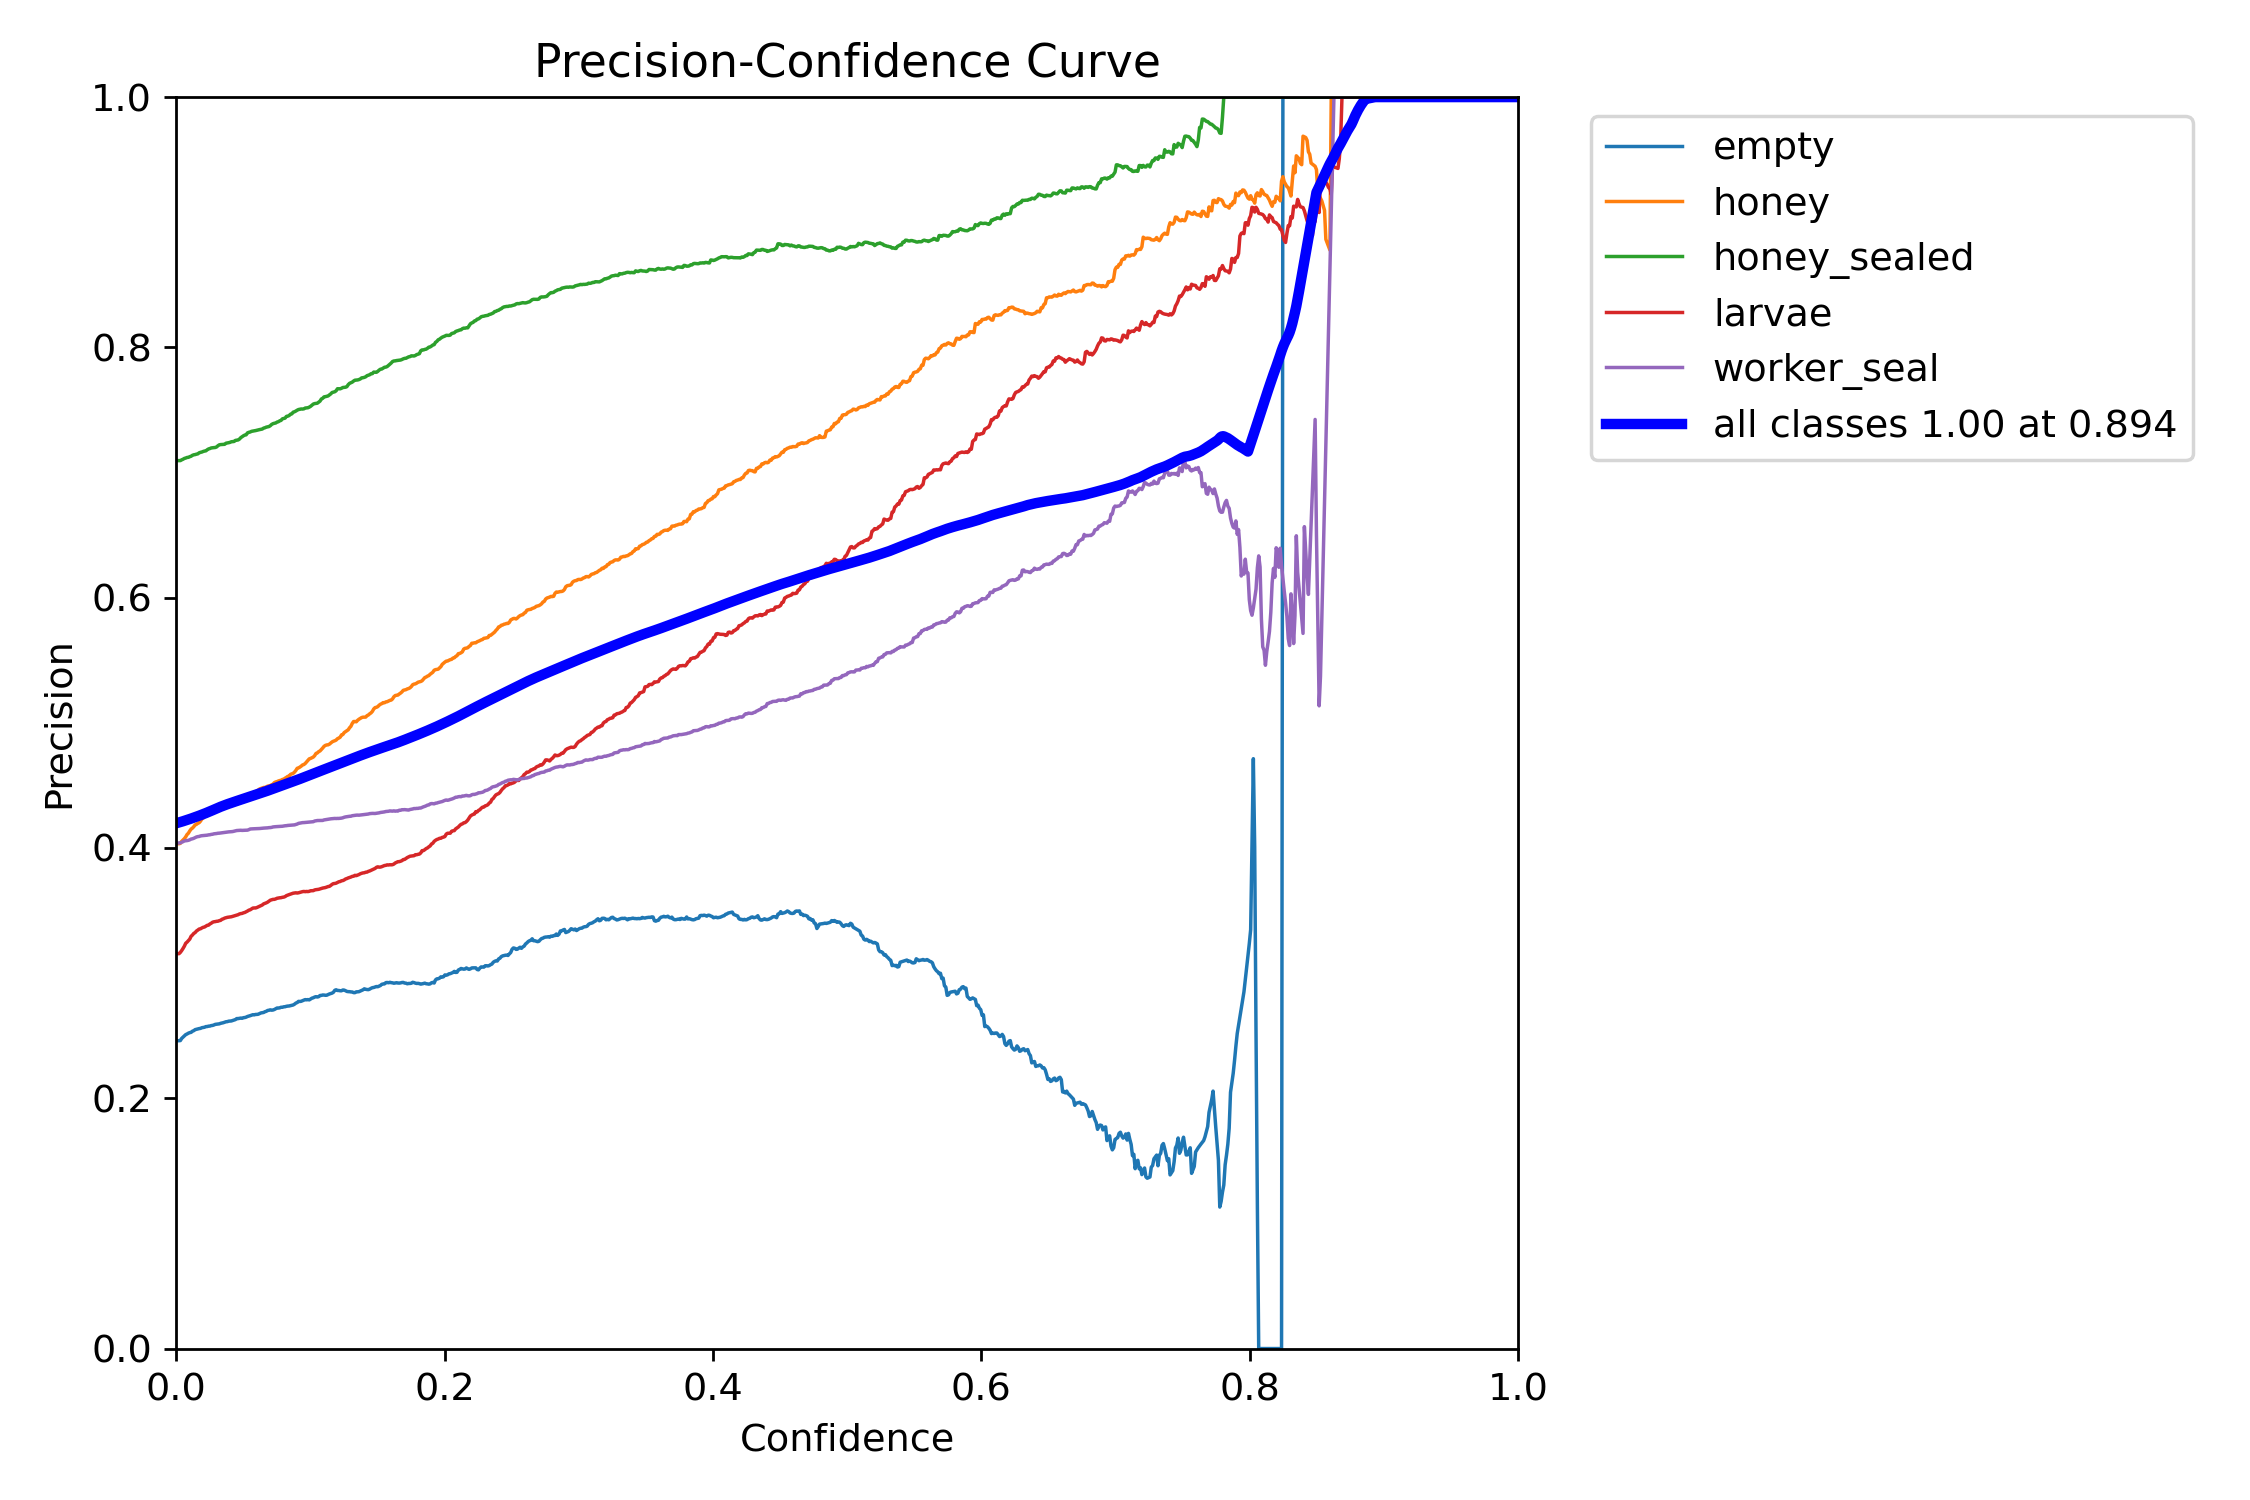 Precision-Confidence Curve
1.0
0.8
0.6
0.4
0.2
0.0
Precision
0.0 0.2 0.4 0.6 0.8 1.0
Confidence
empty
honey
honey_sealed
larvae
worker_seal
all classes 1.00 at 0.894